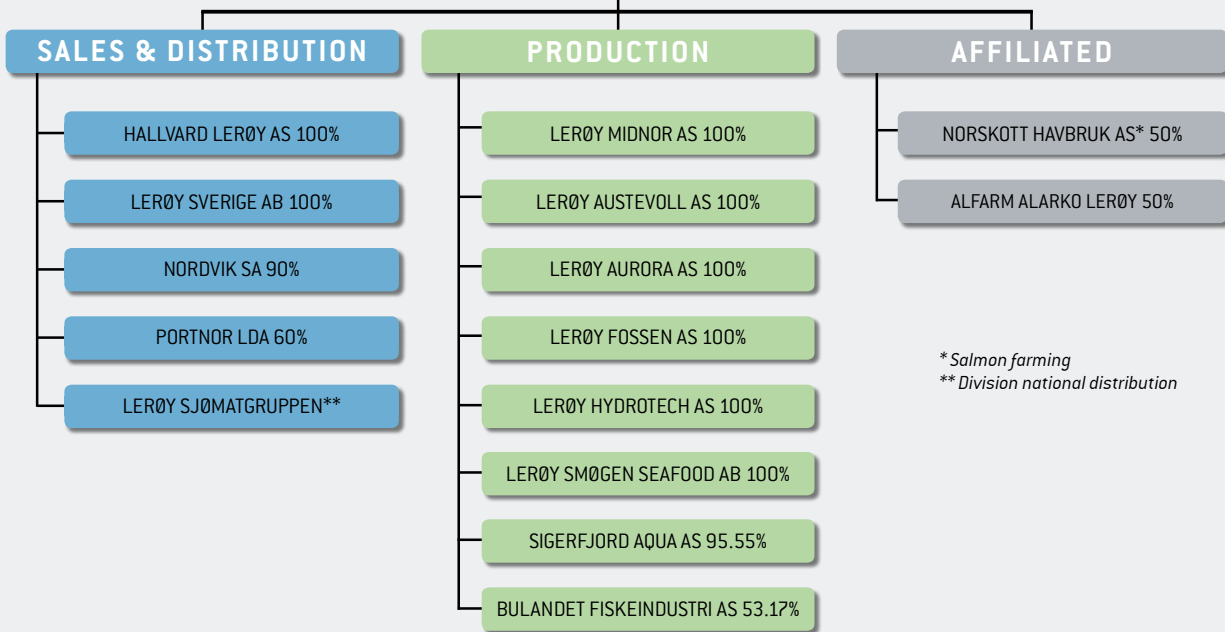 SALES & DISTRIBUTION
HALLVARD LERØY AS 100%
LERØY SVERIGE AB 100%
NORDVIK SA 90%
PORTNOR LDA 60%
LERØY SJØMATGRUPPEN**
PRODUCTION
LERØY MIDNOR AS 100%
LERØY AUSTEVOLL AS 100%
LERØY AURORA AS 100%
LERØY FOSSEN AS 100%
LERØY HYDROTECH AS 100%
LERØY SMØGEN SEAFOOD AB 100%
SIGERFJORD AQUA AS 95.55%
BULANDET FISKEINDUSTRI AS 53.17%
AFFILIATED
NORSKOTT HAVBRUK AS* 50%
ALFARM ALARKO LERØY 50%
* Salmon farming
** Division national distribution